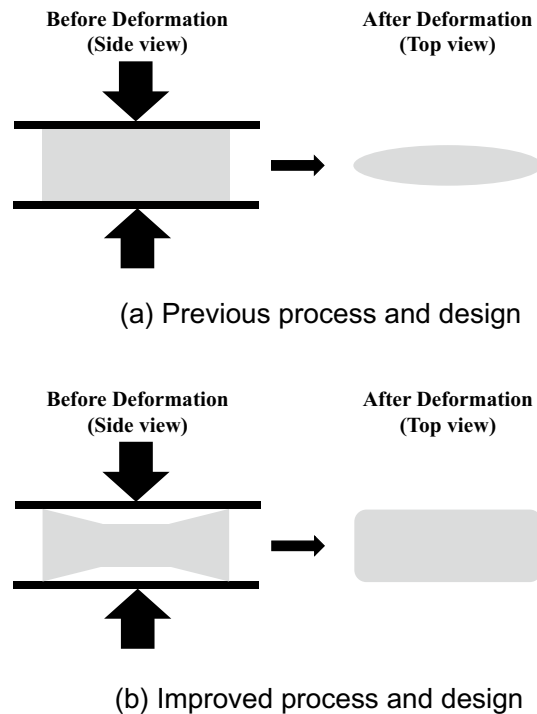 Before Deformation
(Side view)
After Deformation
(Top view)
(a) Previous process and design
Before Deformation
(Side view)
After Deformation
(Top view)
(b) Improved process and design